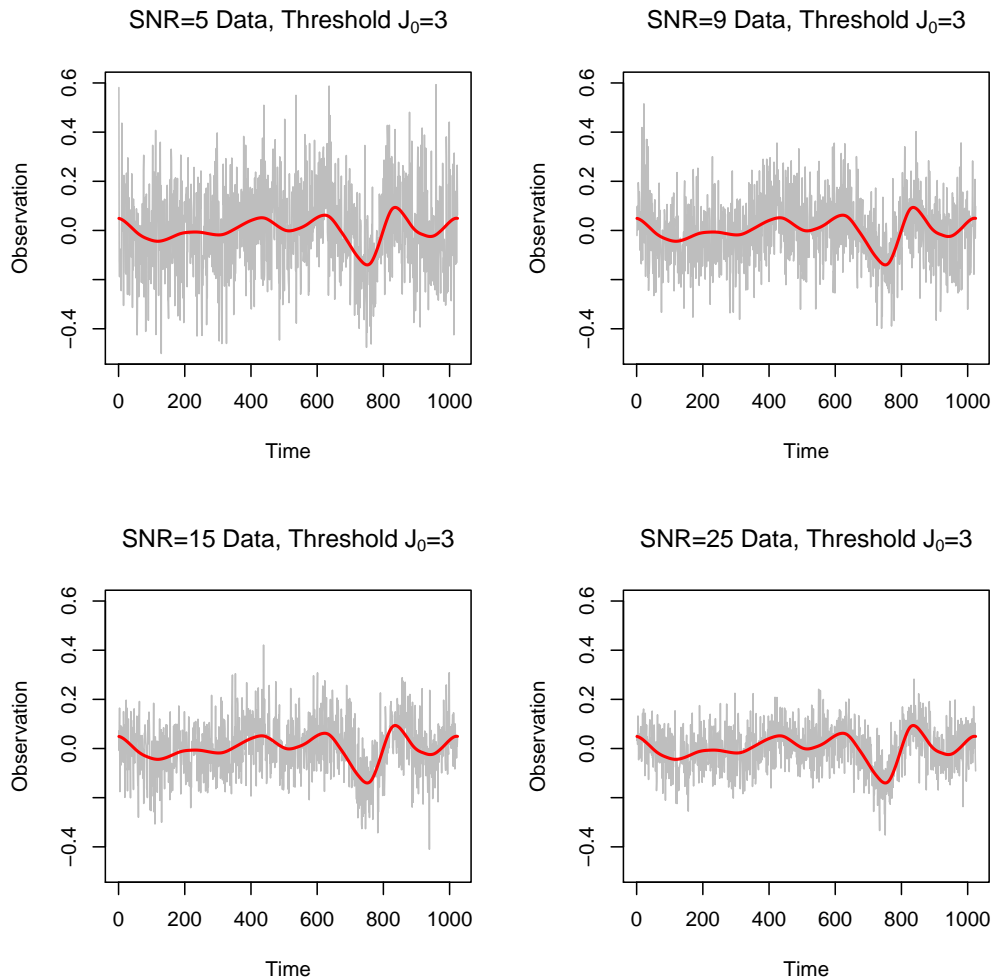 SNR=5 Data, Threshold J₀=3
Observation
0.6
0.4
0.2
0.0
−0.4
0 200 400 600 800 1000
Time
SNR=9 Data, Threshold J₀=3
Observation
0.6
0.4
0.2
0.0
−0.4
0 200 400 600 800 1000
Time
SNR=15 Data, Threshold J₀=3
Observation
0.6
0.4
0.2
0.0
−0.4
0 200 400 600 800 1000
Time
SNR=25 Data, Threshold J₀=3
Observation
0.6
0.4
0.2
0.0
−0.4
0 200 400 600 800 1000
Time